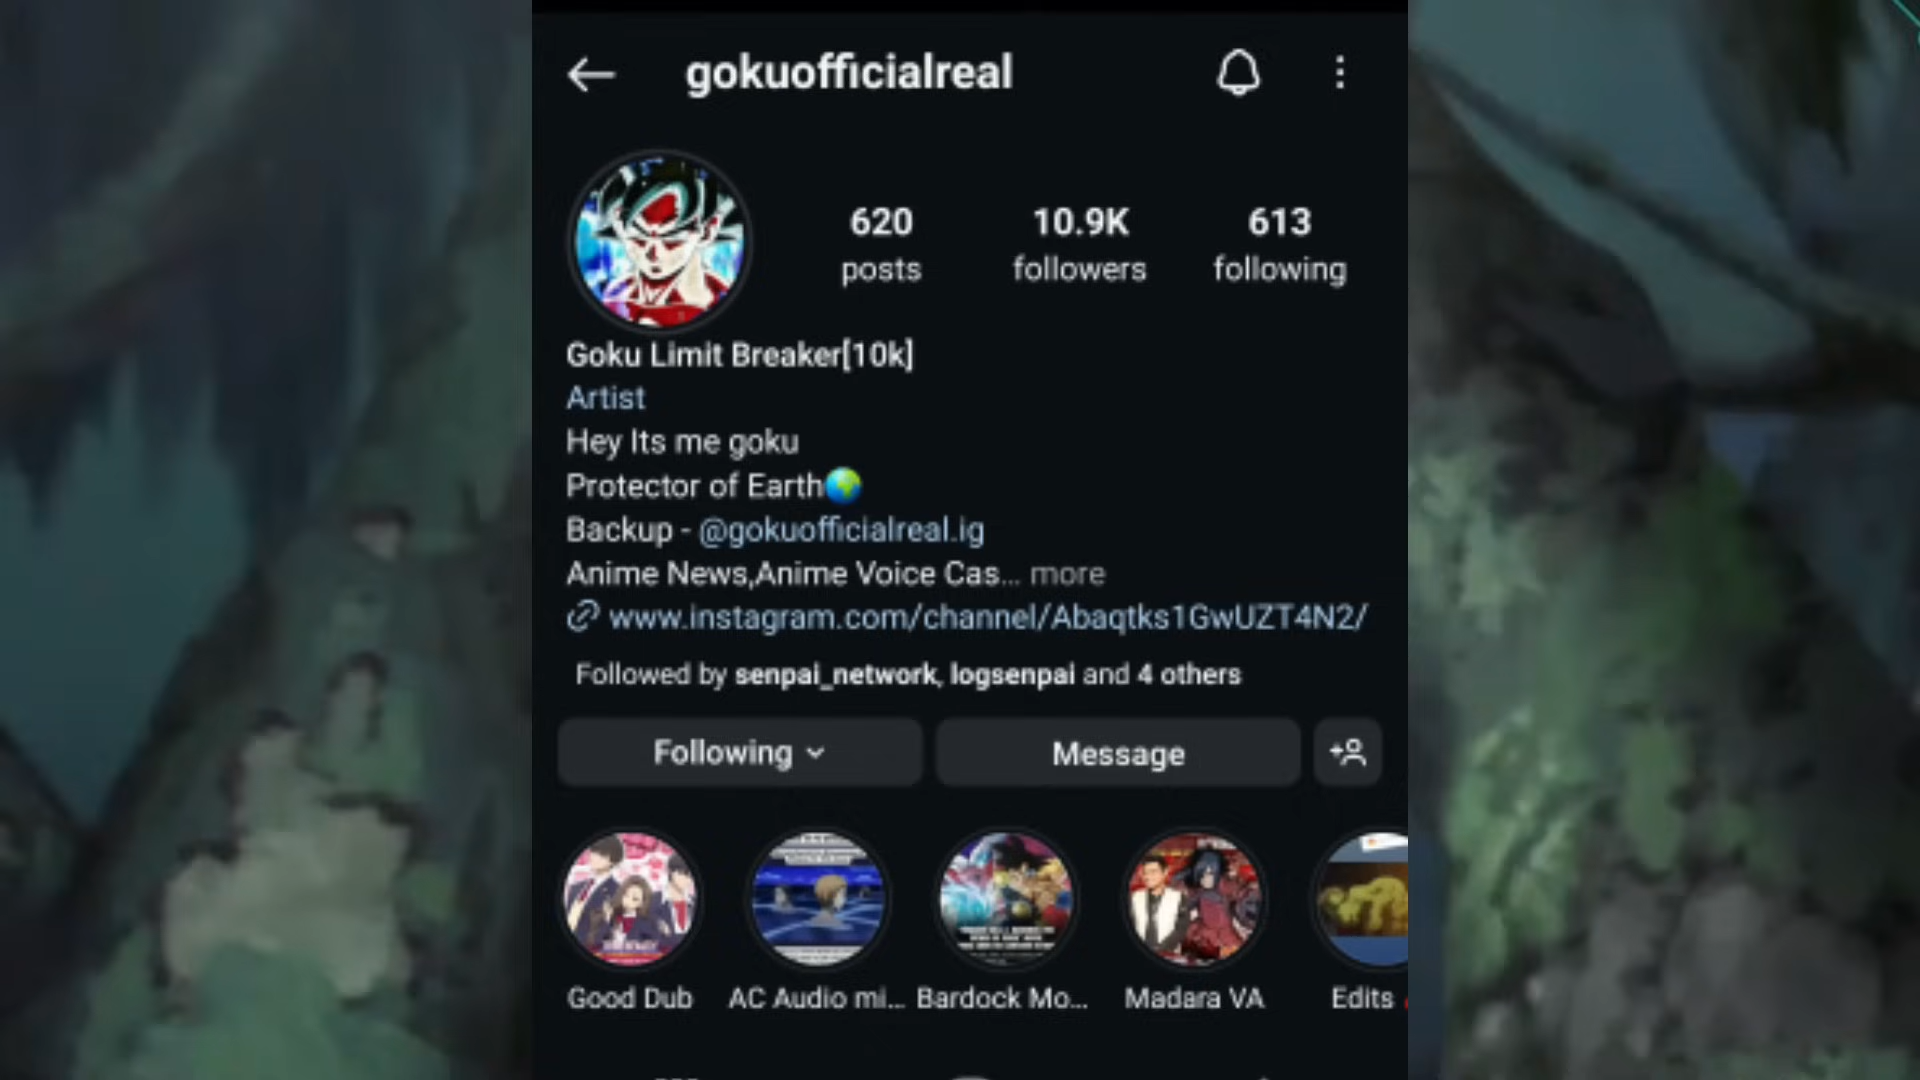 gokuofficialreal
620 10.9K 613
posts followers following
Goku Limit Breaker[10k]
Artist
Hey Its me goku
Protector of Earth🌍
Backup - @gokuofficialreal.ig
Anime News,Anime Voice Cas... more
www.instagram.com/channel/Abaqtks1GwUZT4N2/
Followed by senpai_network, logsenpai and 4 others
Following Message
Good Dub AC Audio mi... Bardock Mo... Madara VA Edits